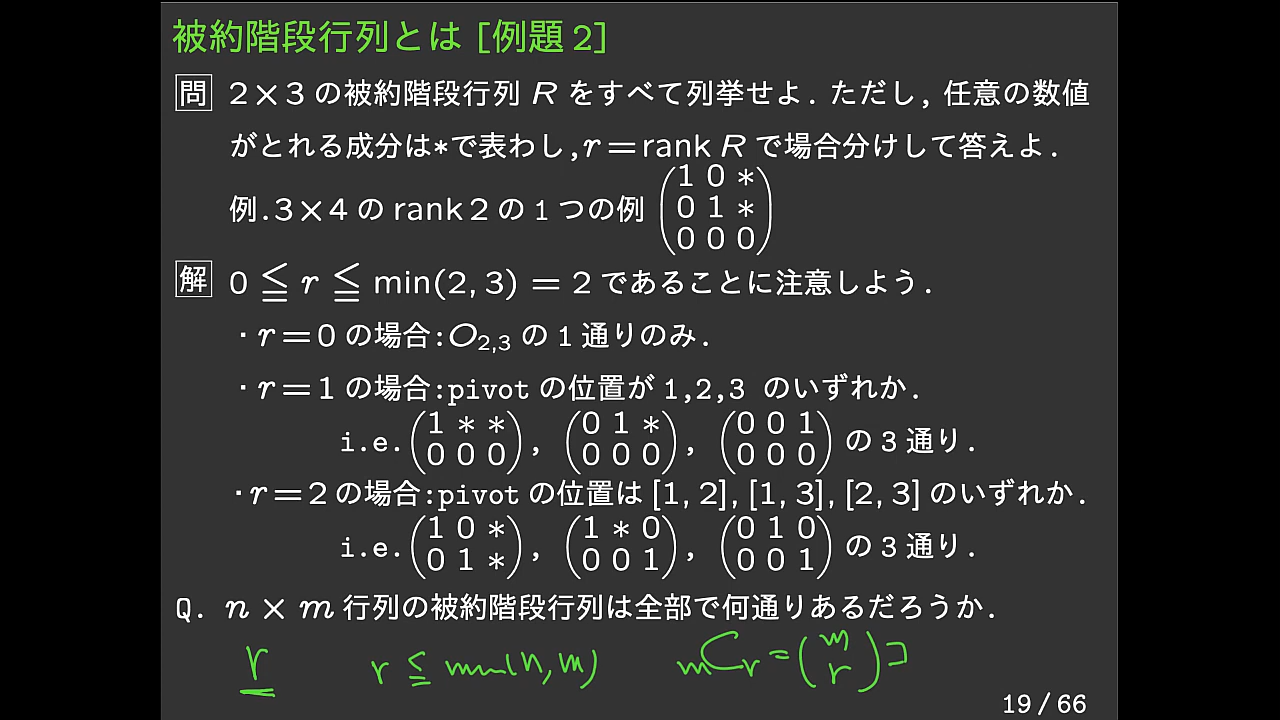 被約階段行列とは [例題 2]
問 2×3 の被約階段行列 R をすべて列挙せよ. ただし, 任意の数値
がとれる成分は*で表わし,r=rank R で場合分けして答えよ.
例.3×4 の rank2 の 1 つの例 (1 0 * / 0 1 * / 0 0 0)
解 0 ≦ r ≦ min(2, 3) = 2 であることに注意しよう.
・r=0 の場合:O₂,₃ の 1 通りのみ.
・r=1 の場合:pivot の位置が 1,2,3 のいずれか.
i.e.(1 * * / 0 0 0), (0 1 * / 0 0 0), (0 0 1 / 0 0 0) の 3 通り.
・r=2 の場合:pivot の位置は [1, 2], [1, 3], [2, 3] のいずれか.
i.e.(1 0 * / 0 1 *), (1 * 0 / 0 0 1), (0 1 0 / 0 0 1) の 3 通り.
Q. n × m 行列の被約階段行列は全部で何通りあるだろうか.
r r ≦ min(n, m) mCr = (m / r)コ
19 / 66